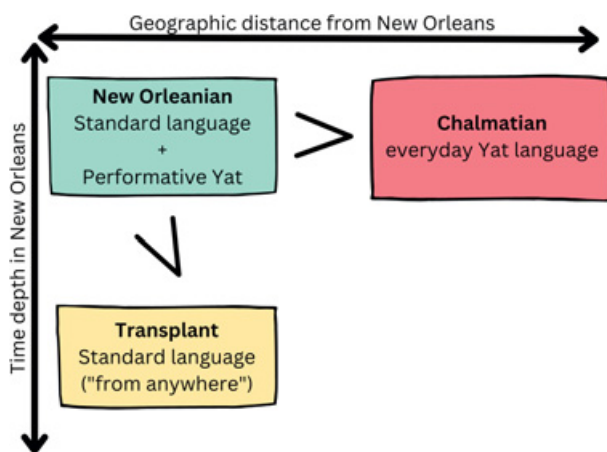 Geographic distance from New Orleans
Time depth in New Orleans
New Orleanian
Standard language
+
Performative Yat
>
Chalmatian
everyday Yat language
>
Transplant
Standard language
("from anywhere")